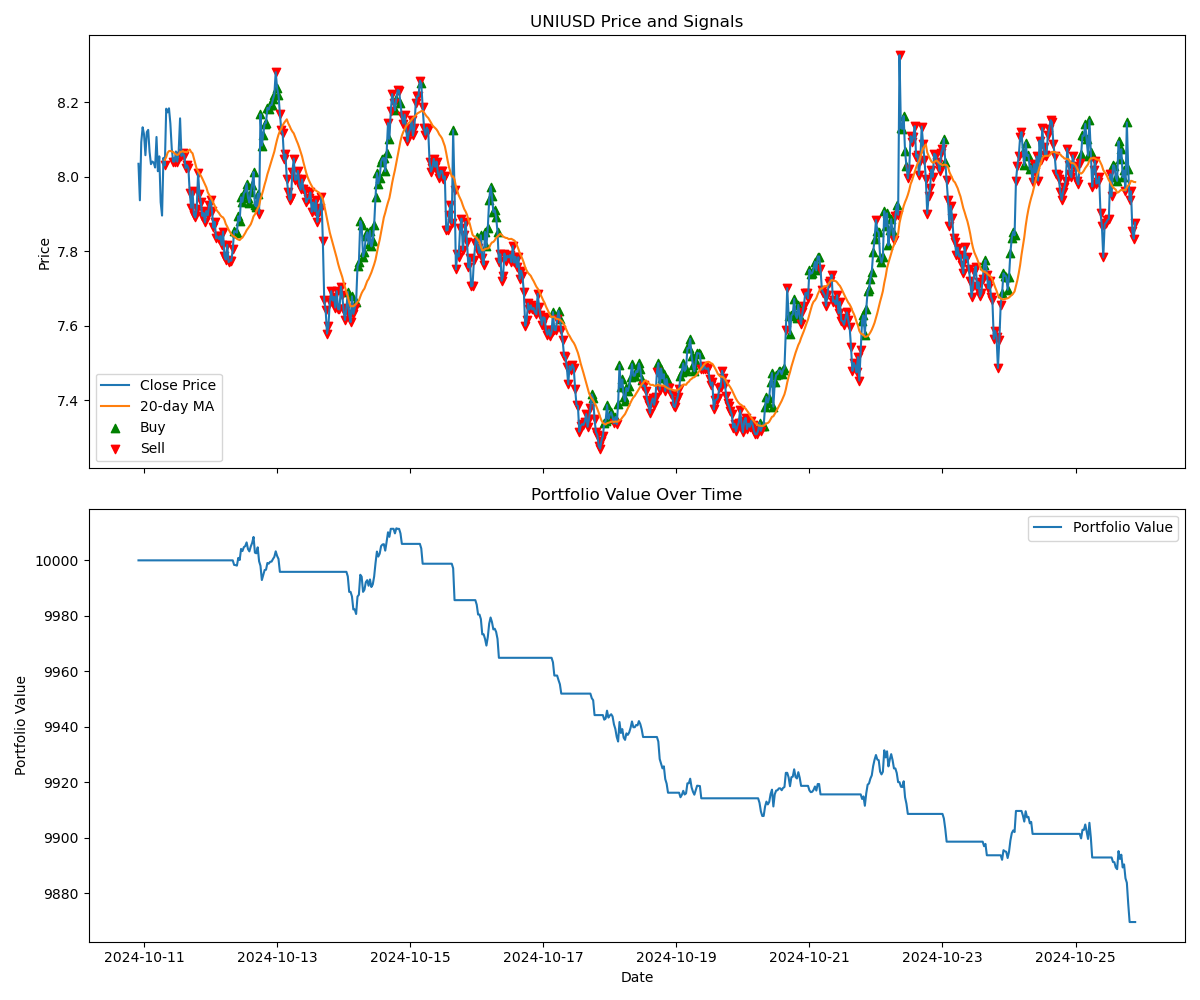 UNIUSD Price and Signals
Price
8.2
8.0
7.8
7.6
7.4
Close Price
20-day MA
Buy
Sell
Portfolio Value Over Time
Portfolio Value
Portfolio Value
10000
9980
9960
9940
9920
9900
9880
2024-10-11 2024-10-13 2024-10-15 2024-10-17 2024-10-19 2024-10-21 2024-10-23 2024-10-25
Date